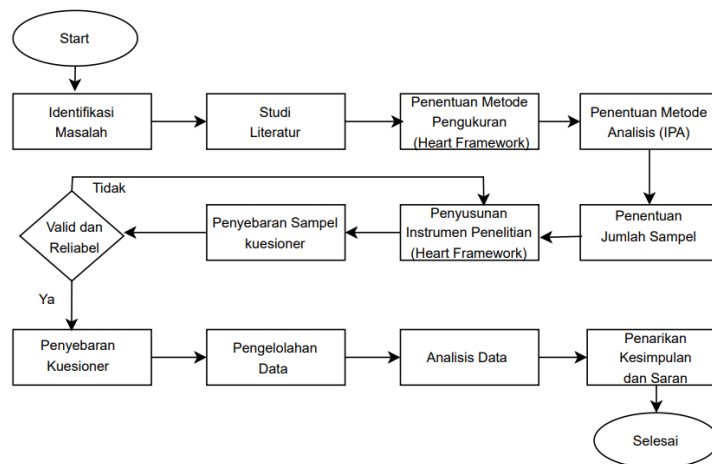 Start
Identifikasi
Masalah
Studi
Literatur
Penentuan Metode
Pengukuran
(Heart Framework)
Penentuan Metode
Analisis (IPA)
Tidak
Valid dan
Reliabel
Penyebaran Sampel
kuesioner
Penyusunan
Instrumen Penelitian
(Heart Framework)
Penentuan
Jumlah Sampel
Ya
Penyebaran
Kuesioner
Pengelolahan
Data
Analisis Data
Penarikan
Kesimpulan
dan Saran
Selesai